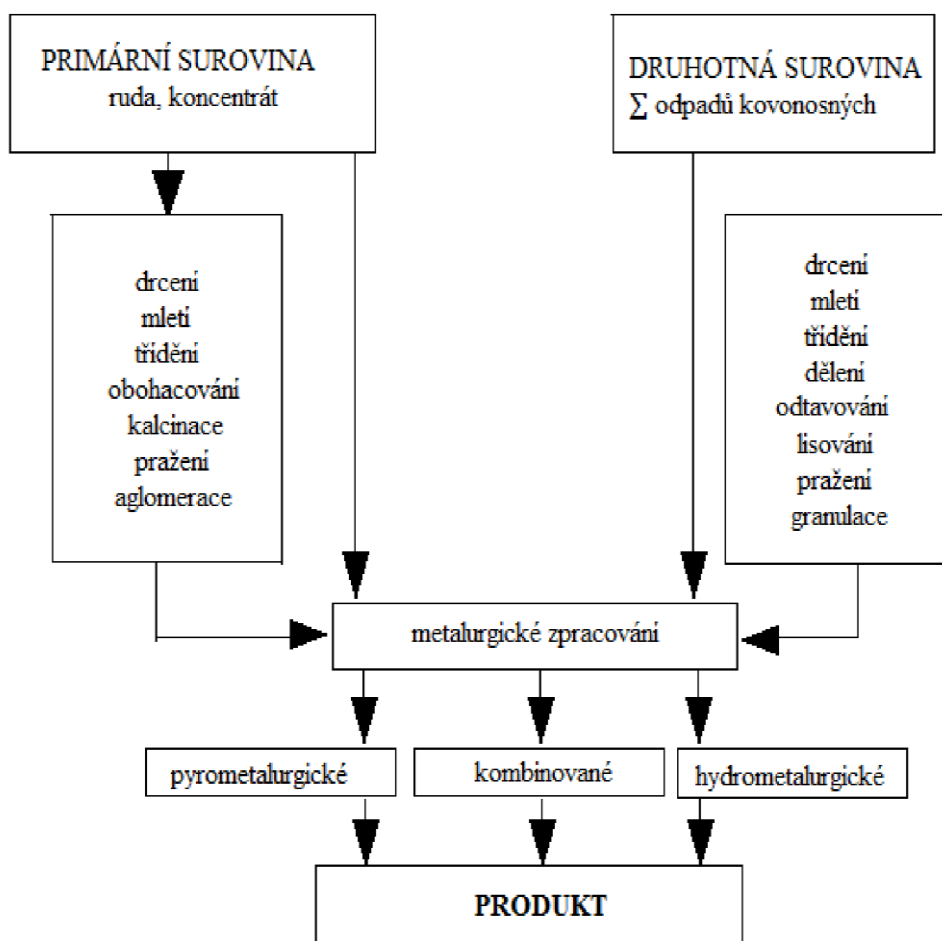 PRIMÁRNÍ SUROVINA
ruda, koncentrát
DRUHOTNÁ SUROVINA
∑ odpadů kovonosných
drcení
mletí
třídění
obohacování
kalcinace
pražení
aglomerace
drcení
mletí
třídění
dělení
odtavování
lisování
pražení
granulace
metalurgické zpracování
pyrometalurgické
kombinované
hydrometalurgické
PRODUKT